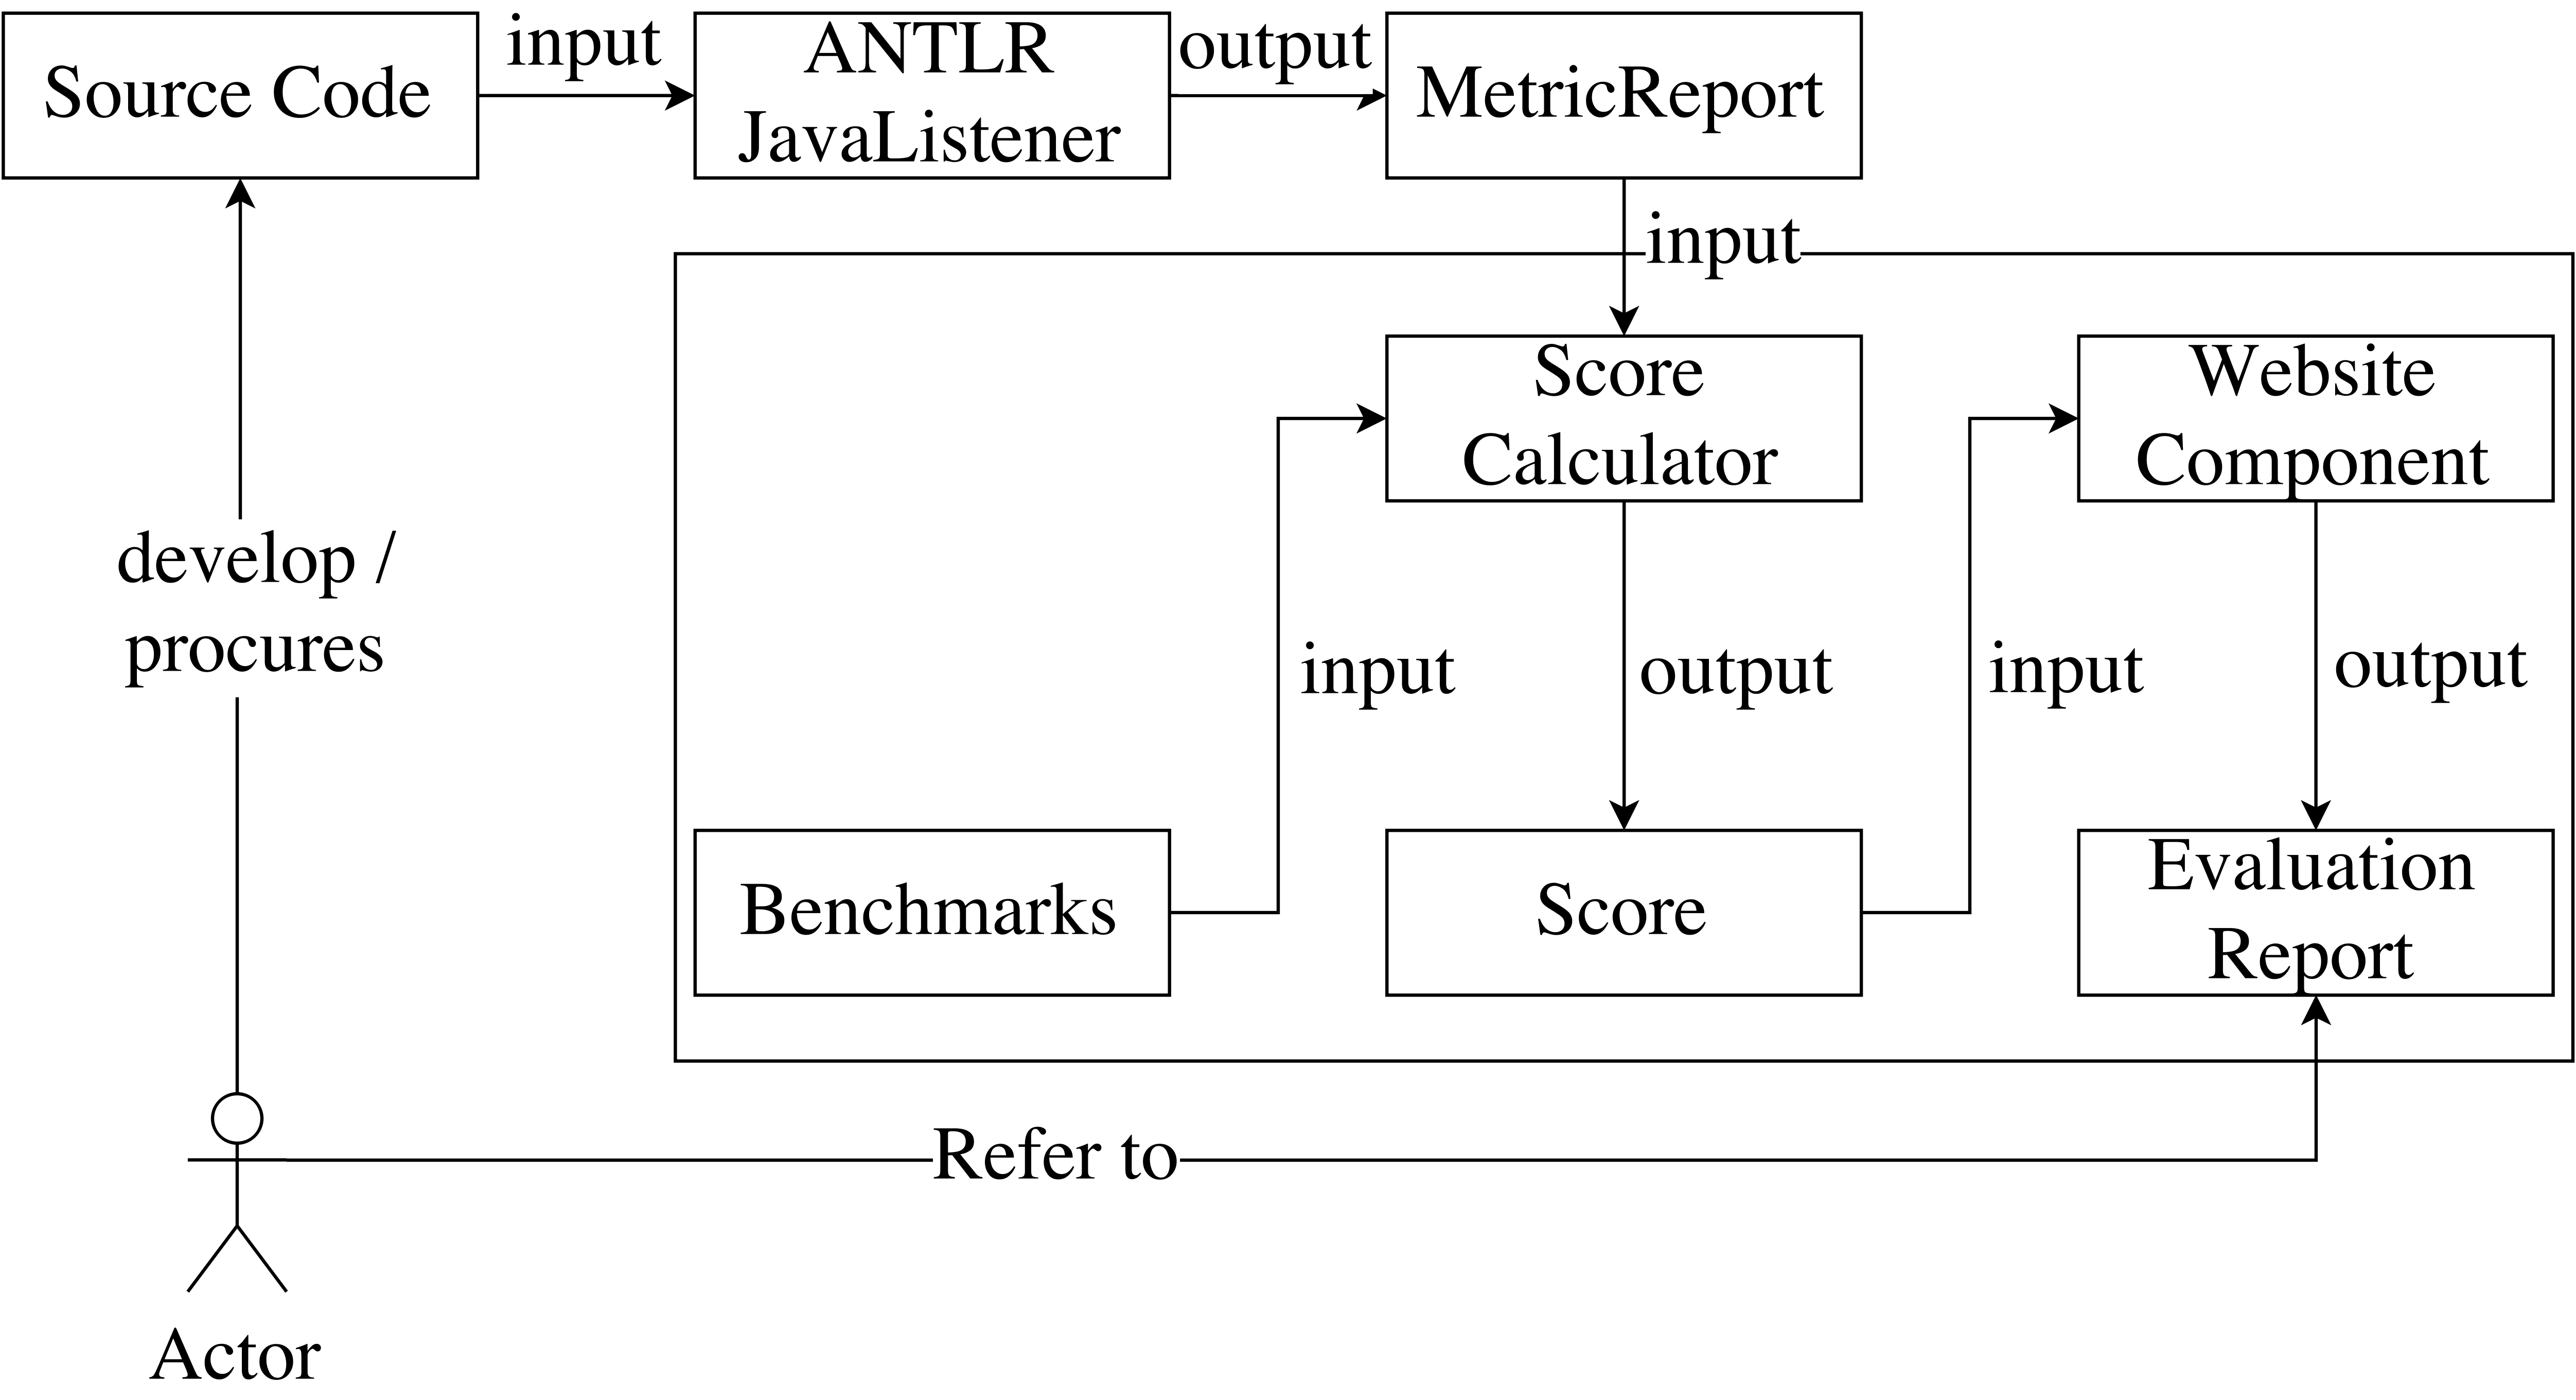 Source Code
input
ANTLR
JavaListener
output
MetricReport
input
Score
Calculator
Website
Component
develop /
procures
input
output
input
output
Benchmarks
Score
Evaluation
Report
Refer to
Actor